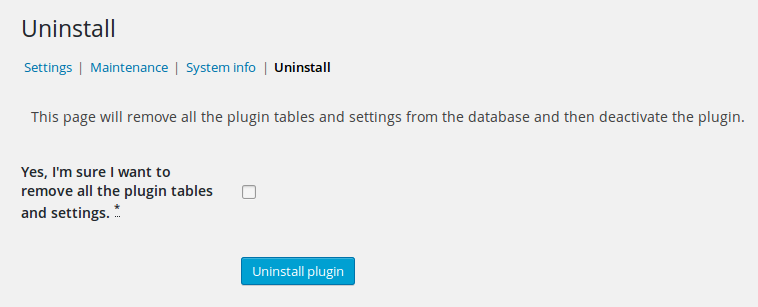 Uninstall
Settings | Maintenance | System info | Uninstall
This page will remove all the plugin tables and settings from the database and then deactivate the plugin.
Yes, I'm sure I want to
remove all the plugin tables
and settings. *
Uninstall plugin